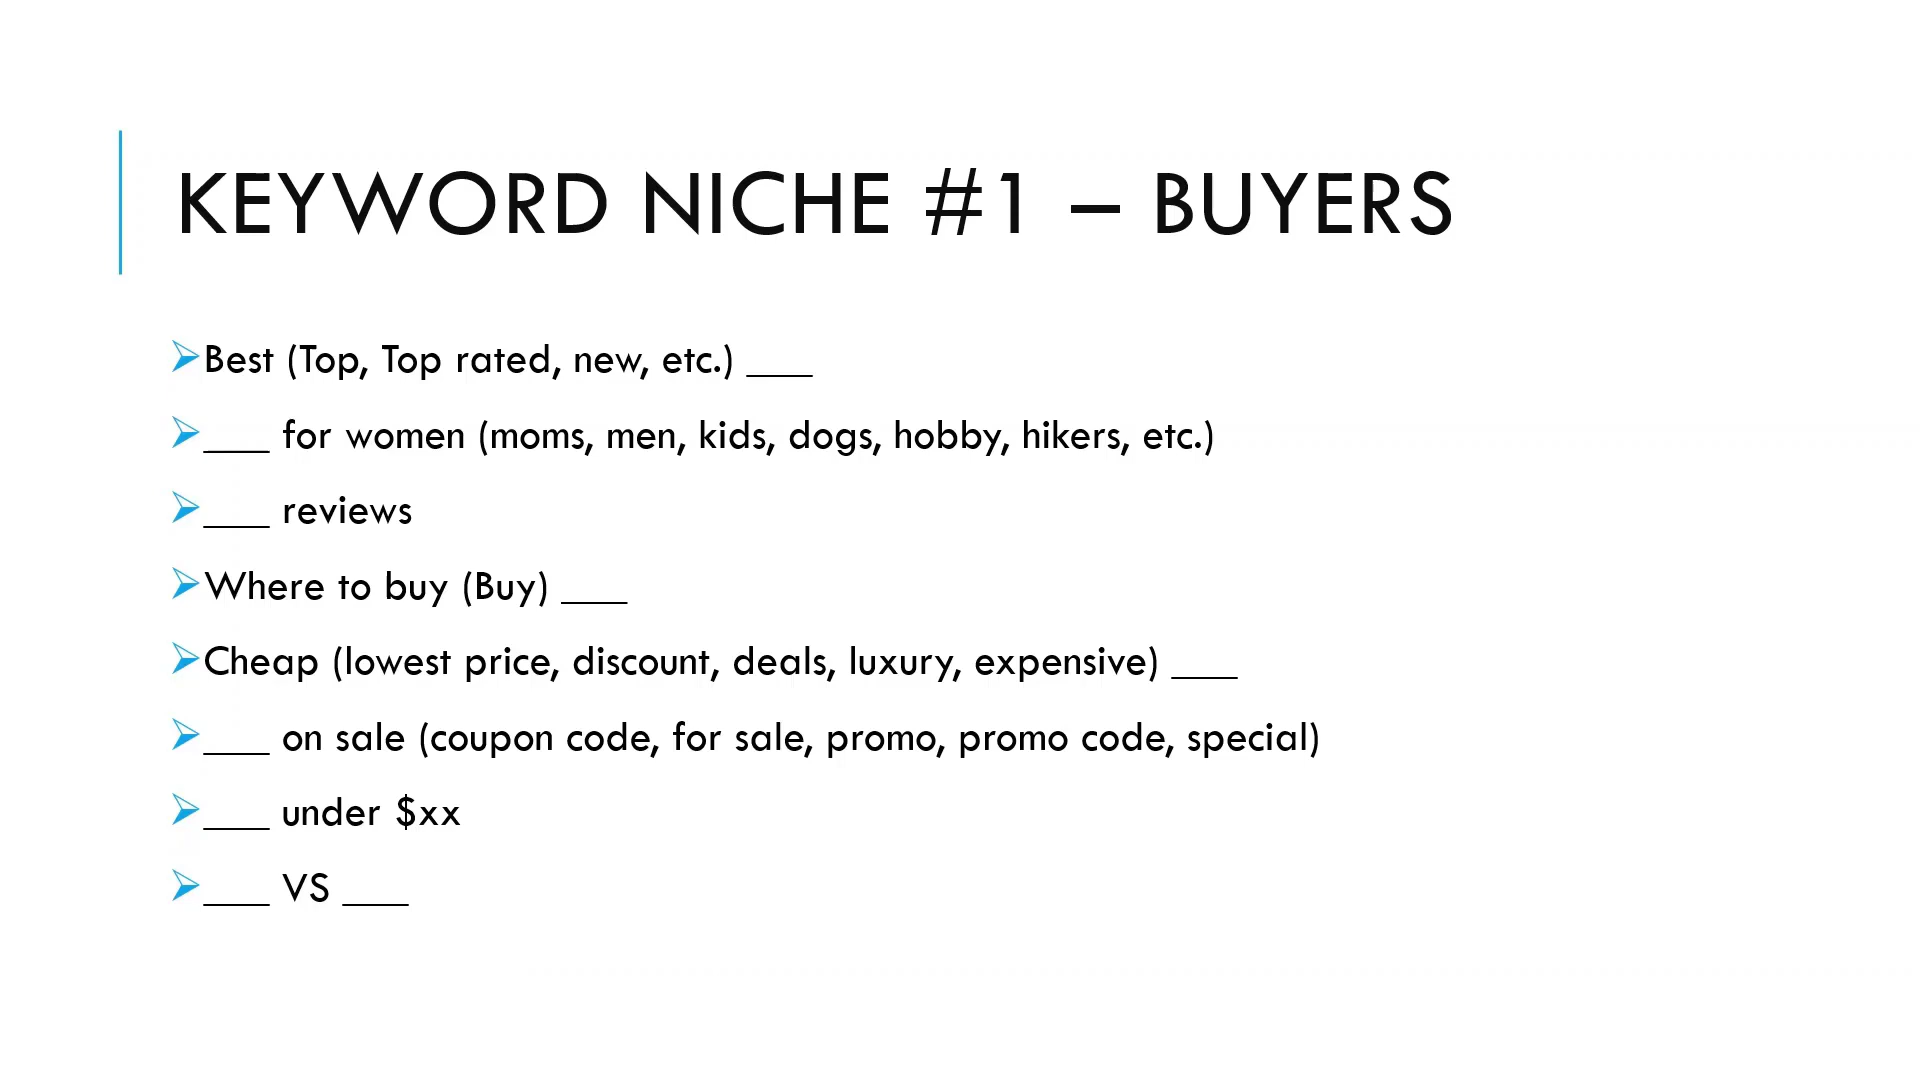 KEYWORD NICHE #1 – BUYERS
➢Best (Top, Top rated, new, etc.) ___
➢___ for women (moms, men, kids, dogs, hobby, hikers, etc.)
➢___ reviews
➢Where to buy (Buy) ___
➢Cheap (lowest price, discount, deals, luxury, expensive) ___
➢___ on sale (coupon code, for sale, promo, promo code, special)
➢___ under $xx
➢___ VS ___